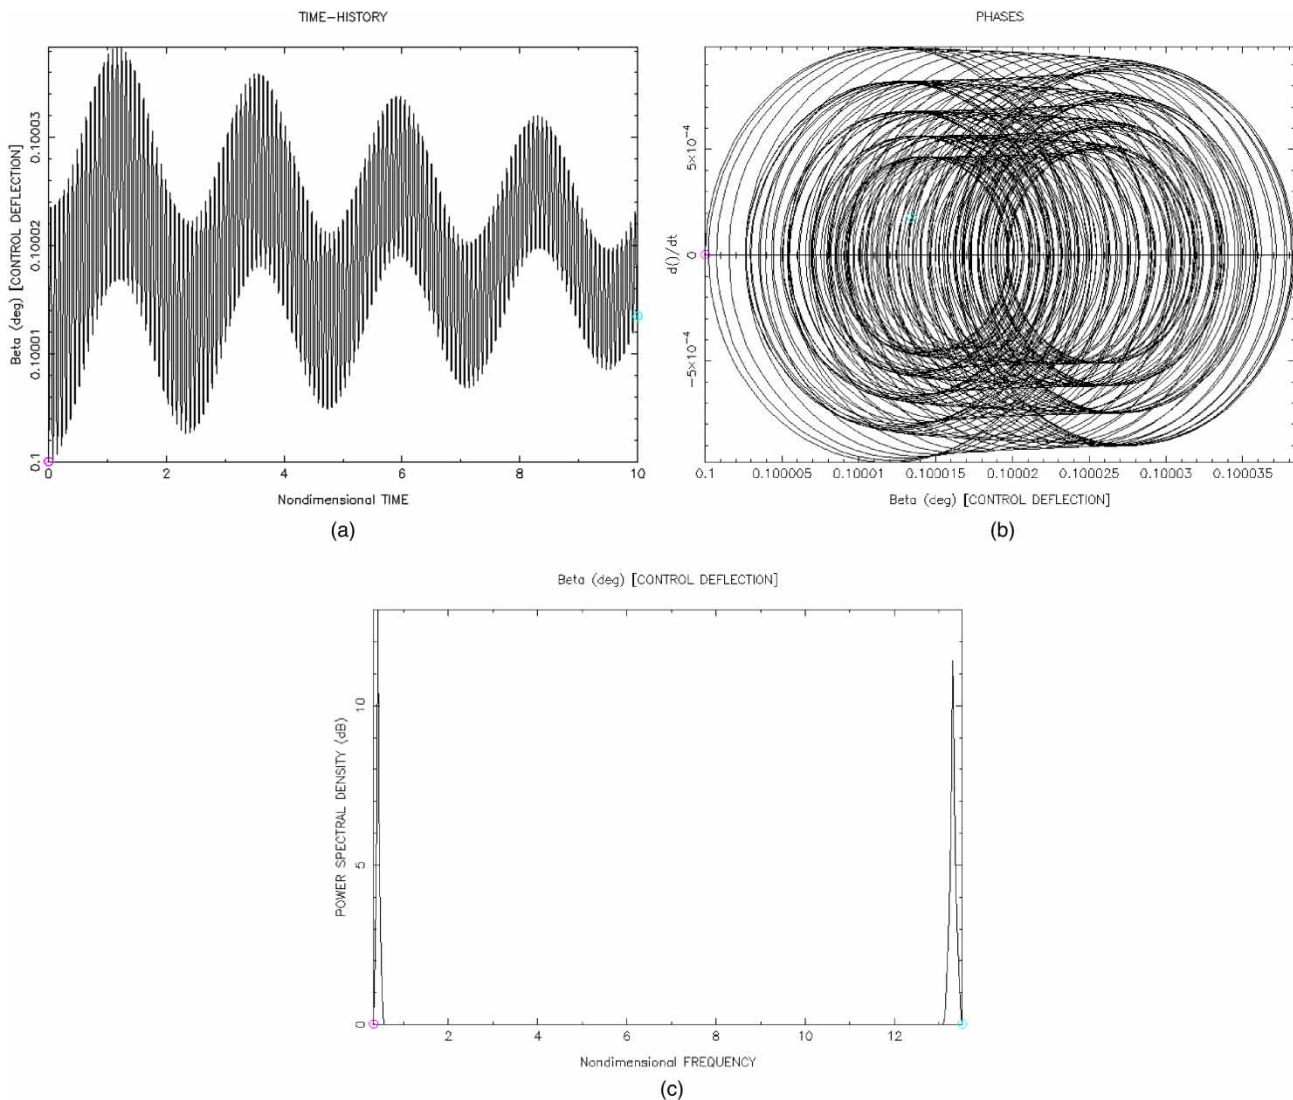 TIME-HISTORY
Beta (deg) [CONTROL DEFLECTION]
0.10003
0.10002
0.10001
0.1
0 2 4 6 8 10
Nondimensional TIME
(a)
PHASES
d()/dt
5×10⁻⁴
0
−5×10⁻⁴
0.1 0.100005 0.10001 0.100015 0.10002 0.100025 0.10003 0.100035
Beta (deg) [CONTROL DEFLECTION]
(b)
Beta (deg) [CONTROL DEFLECTION]
POWER SPECTRAL DENSITY (dB)
10
5
0
2 4 6 8 10 12
Nondimensional FREQUENCY
(c)